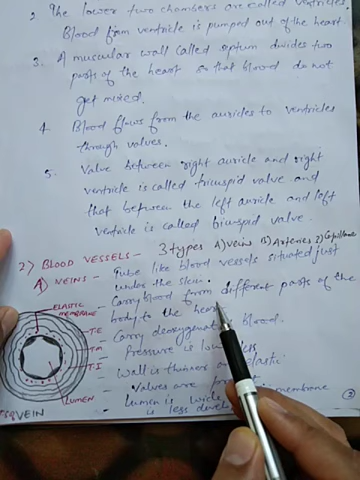 2. The lower two chambers are called ventricles.
Blood from ventricle is pumped out of the heart.
3. A muscular wall called septum divides two
parts of the heart so that blood do not
get mixed.
4. Blood flows from the auricles to ventricles
through valves.
5. Valve between right auricle and right
ventricle is called tricuspid valve and
that between the left auricle and left
ventricle is called bicuspid valve.
2) BLOOD VESSELS- 3 types A) Veins B) Arteries
A) VEINS - Tube like blood vessels situated just
under the skin.
ELASTIC
MEMBRANE
- Carry blood form different parts of the
body to the
T.E
- Carry deoxygenat blood.
T.M
- Pressure is low
T.I
- Wall is thinner elastic
- Valves are
LUMEN
- Lumen is wide membrane
is less
VEIN
3